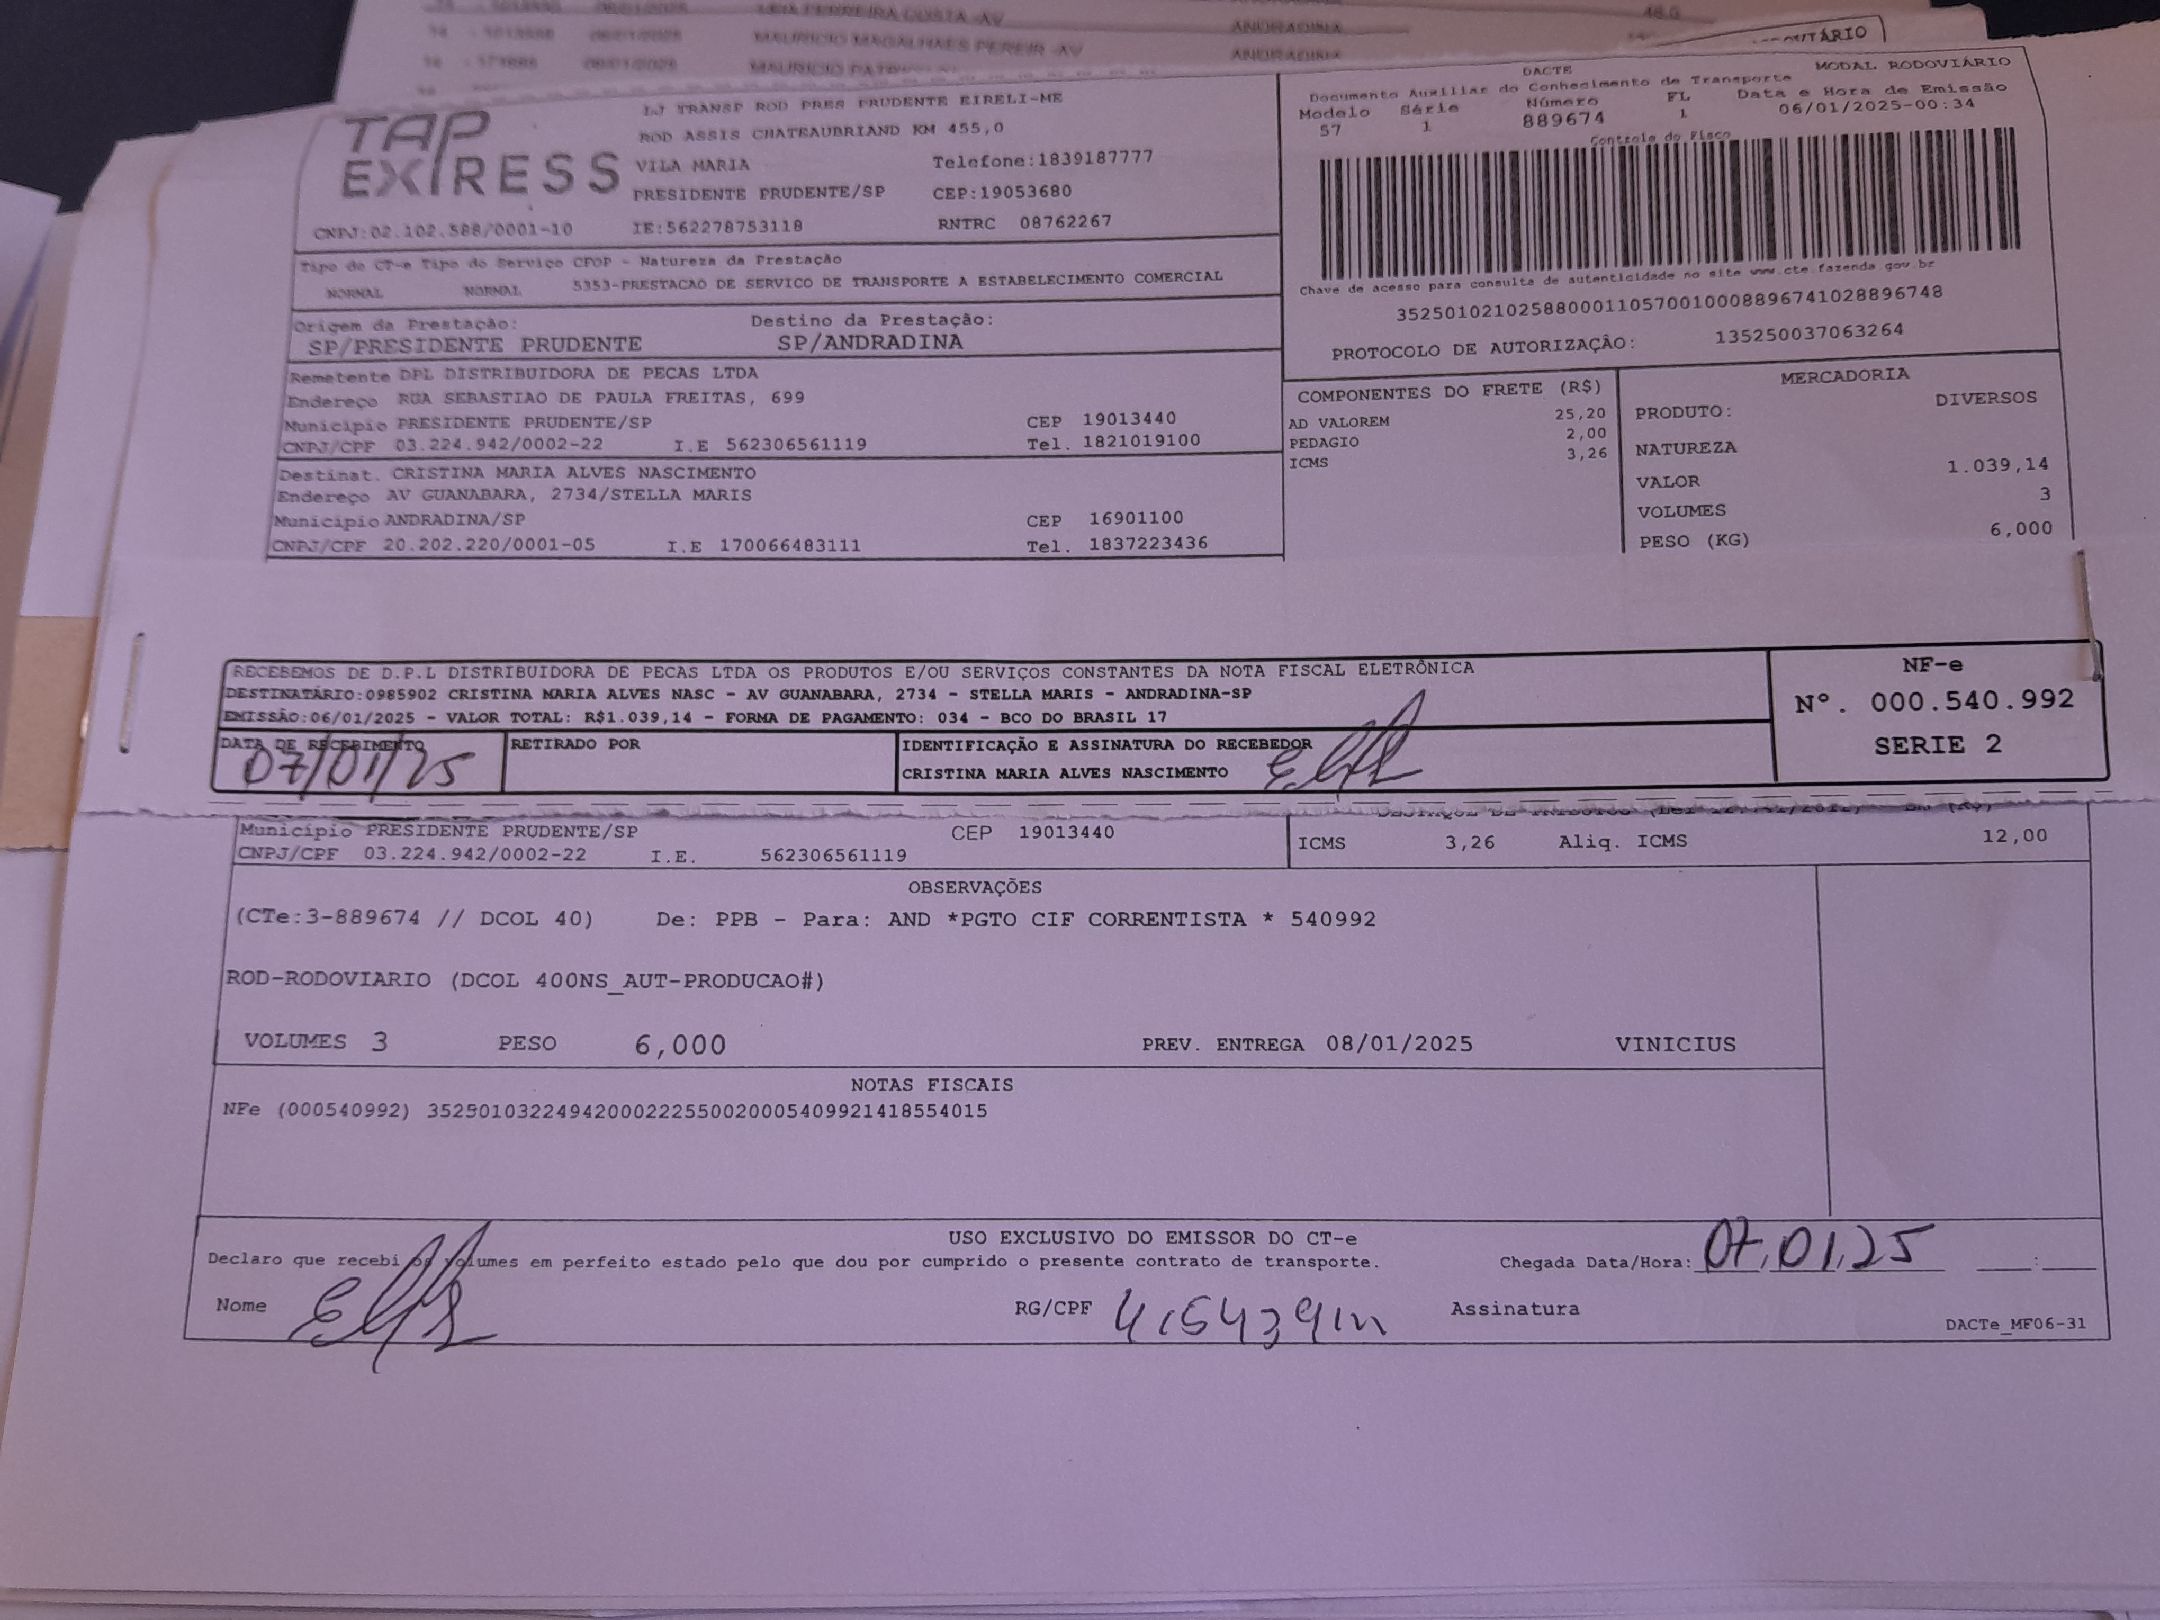 LEIA FERREIRA COSTA -AV
MAURICIO MAGALHAES PEREIR -AV ANDRADINA
06/01/2025 ANDRADINA
MODAL RODOVIÁRIO
DACTE
Documento Auxiliar do Conhecimento de Transporte
Modelo Série Número FL Data e Hora de Emissão
57 1 889674 1 06/01/2025-00:34
Controle do Fisco
TAP EXPRESS
LJ TRANSP ROD PRES PRUDENTE EIRELI-ME
ROD ASSIS CHATEAUBRIAND KM 455,0
VILA MARIA Telefone:1839187777
PRESIDENTE PRUDENTE/SP CEP:19053680
CNPJ:02.102.588/0001-10 IE:562278753118 RNTRC 08762267
Tipo do CT-e Tipo do Serviço CFOP - Natureza da Prestação
NORMAL NORMAL 5353-PRESTACAO DE SERVICO DE TRANSPORTE A ESTABELECIMENTO COMERCIAL
Chave de acesso para consulta de autenticidade no site www.cte.fazenda.gov.br
35250102102588000110570010008896741028896748
PROTOCOLO DE AUTORIZAÇÃO: 135250037063264
Origem da Prestação: Destino da Prestação:
SP/PRESIDENTE PRUDENTE SP/ANDRADINA
Remetente DPL DISTRIBUIDORA DE PECAS LTDA
Endereço RUA SEBASTIAO DE PAULA FREITAS, 699
Município PRESIDENTE PRUDENTE/SP CEP 19013440
CNPJ/CPF 03.224.942/0002-22 I.E 562306561119 Tel. 1821019100
Destinat. CRISTINA MARIA ALVES NASCIMENTO
Endereço AV GUANABARA, 2734/STELLA MARIS
Município ANDRADINA/SP CEP 16901100
CNPJ/CPF 20.202.220/0001-05 I.E 170066483111 Tel. 1837223436
COMPONENTES DO FRETE (R$)
AD VALOREM 25,20
PEDAGIO 2,00
ICMS 3,26
MERCADORIA
PRODUTO: DIVERSOS
NATUREZA
VALOR 1.039,14
VOLUMES 3
PESO (KG) 6,000
RECEBEMOS DE D.P.L DISTRIBUIDORA DE PECAS LTDA OS PRODUTOS E/OU SERVIÇOS CONSTANTES DA NOTA FISCAL ELETRÔNICA
DESTINATÁRIO:0985902 CRISTINA MARIA ALVES NASC - AV GUANABARA, 2734 - STELLA MARIS - ANDRADINA-SP
EMISSÃO:06/01/2025 - VALOR TOTAL: R$1.039,14 - FORMA DE PAGAMENTO: 034 - BCO DO BRASIL 17
NF-e
Nº. 000.540.992
SERIE 2
DATA DE RECEBIMENTO RETIRADO POR IDENTIFICAÇÃO E ASSINATURA DO RECEBEDOR
07/01/25 CRISTINA MARIA ALVES NASCIMENTO
Município PRESIDENTE PRUDENTE/SP CEP 19013440
CNPJ/CPF 03.224.942/0002-22 I.E. 562306561119
ICMS 3,26 Aliq. ICMS 12,00
OBSERVAÇÕES
(CTe:3-889674 // DCOL 40) De: PPB - Para: AND *PGTO CIF CORRENTISTA * 540992
ROD-RODOVIARIO (DCOL 400NS_AUT-PRODUCAO#)
VOLUMES 3 PESO 6,000 PREV. ENTREGA 08/01/2025 VINICIUS
NOTAS FISCAIS
NFe (000540992) 35250103224942000222550020005409921418554015
USO EXCLUSIVO DO EMISSOR DO CT-e
Declaro que recebi os volumes em perfeito estado pelo que dou por cumprido o presente contrato de transporte. Chegada Data/Hora: 07,01,25
Nome RG/CPF Assinatura
DACTe_MF06-31